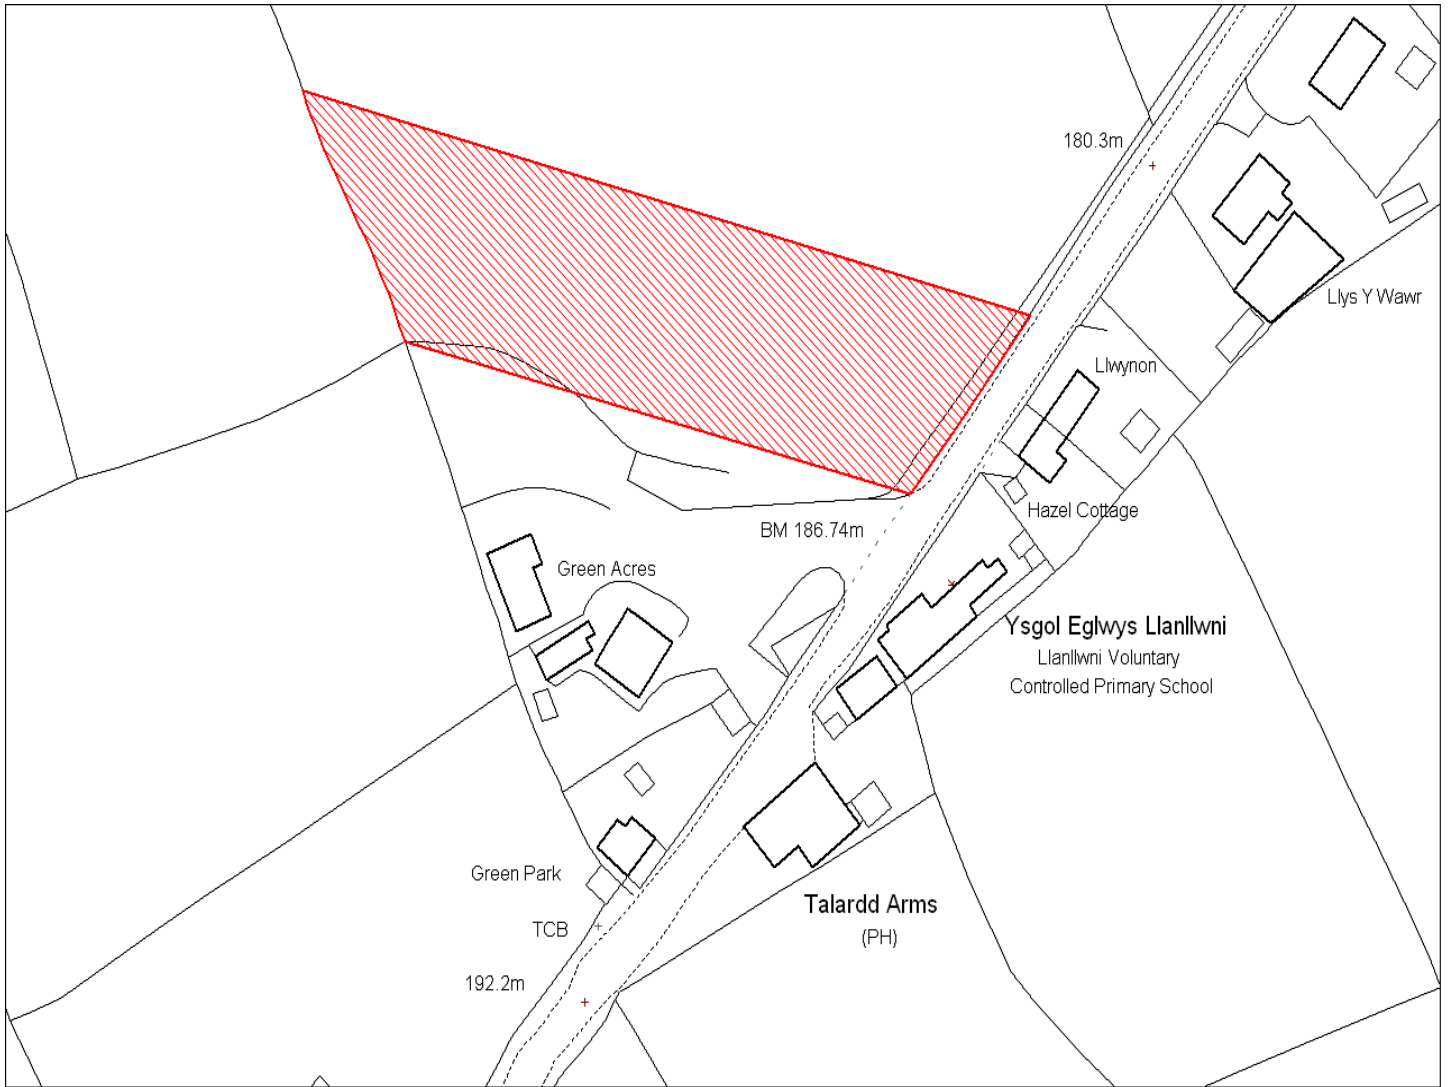 180.3m
Llys Y Wawr
Llwynon
Hazel Cottage
BM 186.74m
Green Acres
Ysgol Eglwys Llanllwni
Llanllwni Voluntary
Controlled Primary School
Green Park
Talardd Arms
(PH)
TCB
192.2m